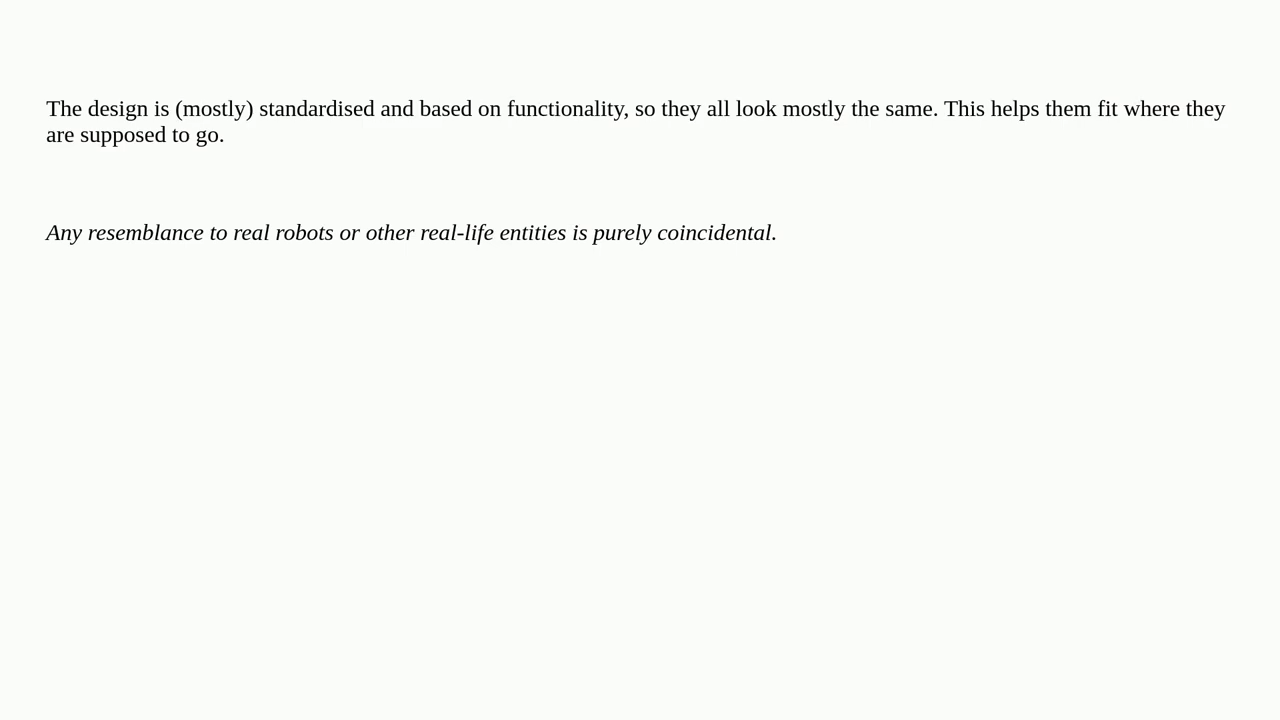 The design is (mostly) standardised and based on functionality, so they all look mostly the same. This helps them fit where they
are supposed to go.
Any resemblance to real robots or other real-life entities is purely coincidental.